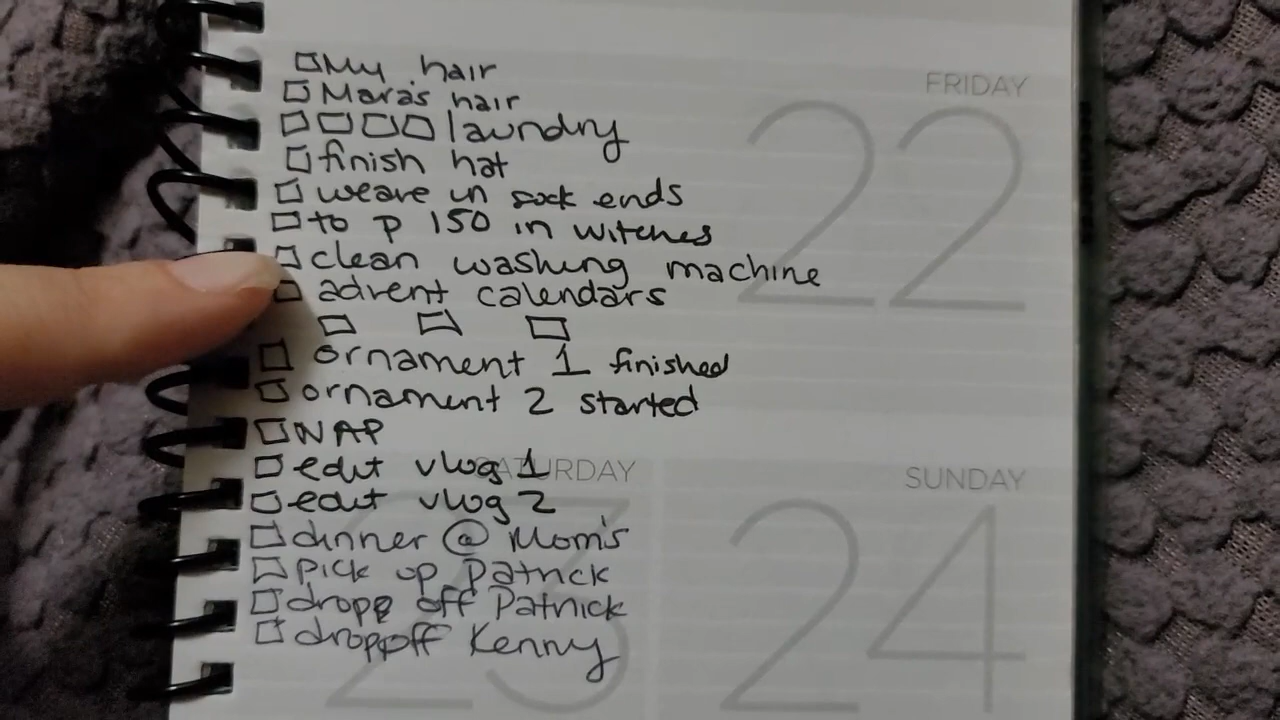 My hair
FRIDAY
22
Mara's hair
laundry
finish hat
weave in sock ends
to p 150 in witches
clean washing machine
advent calendars
ornament 1 finished
ornament 2 started
NAP
edit vlog 1
SATURDAY
23
SUNDAY
24
edit vlog 2
dinner @ Mom's
pick up Patrick
dropp off Patrick
dropoff Kenny